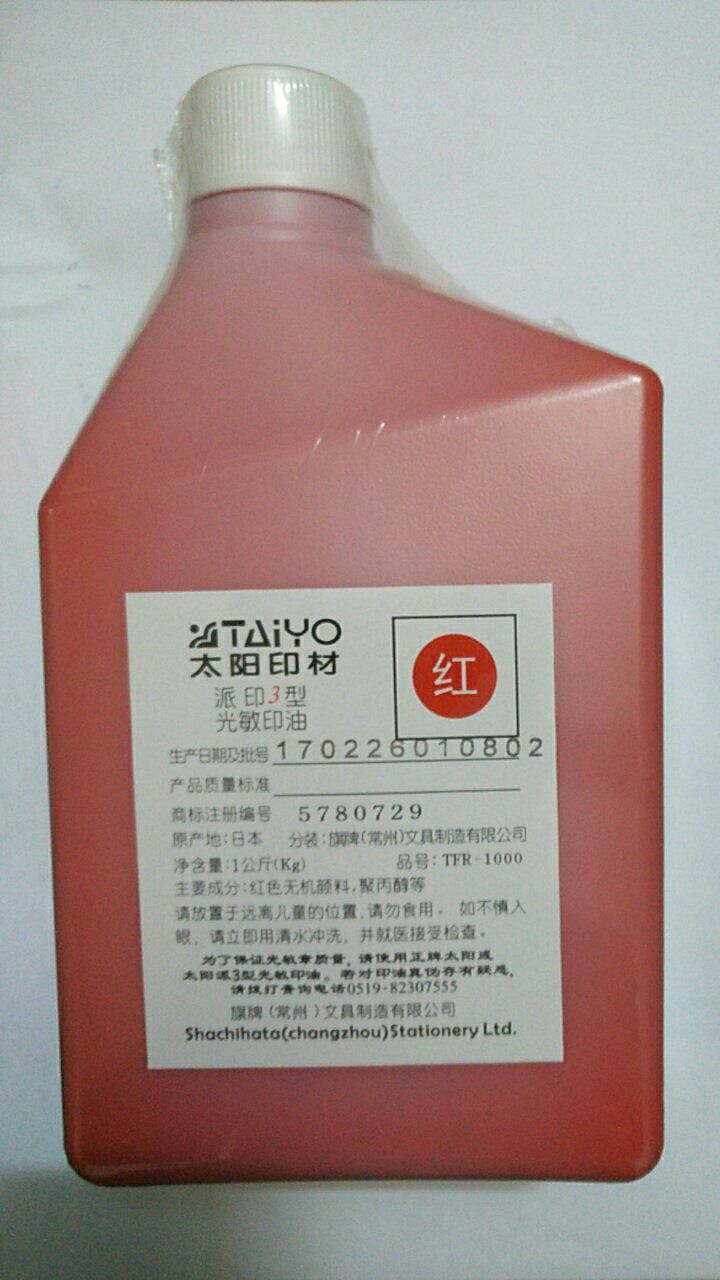 TAiYO
太阳印材
红
派印3型
光敏印油
生产日期及批号 170226010802
产品质量标准
商标注册编号 5780729
原产地:日本 分装:旗牌(常州)文具制造有限公司
净含量:1公斤(Kg) 品号:TFR-1000
主要成分:红色无机颜料,聚丙醇等
请放置于远离儿童的位置,请勿食用。 如不慎入
眼, 请立即用清水冲洗, 并就医接受检查。
为了保证光敏章质量, 请使用正牌太阳或
太阳派3型光敏印油。若对印油真伪存有疑惑,
请拨打查询电话0519-82307555
旗牌(常州)文具制造有限公司
Shachihata(changzhou)Stationery Ltd.